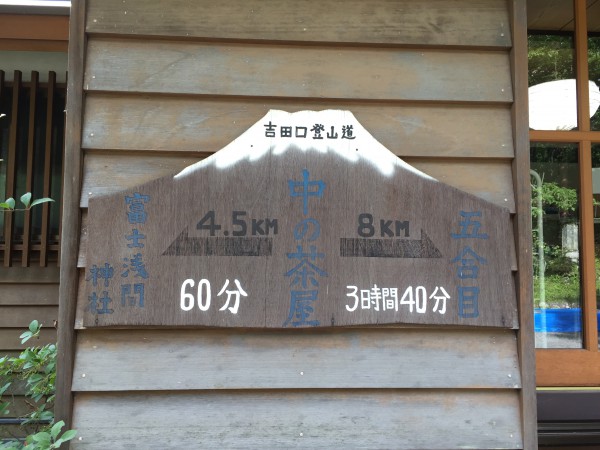 吉田口登山道
中の茶屋
富士浅間
神社
4.5KM
60分
8KM
3時間40分
五合目